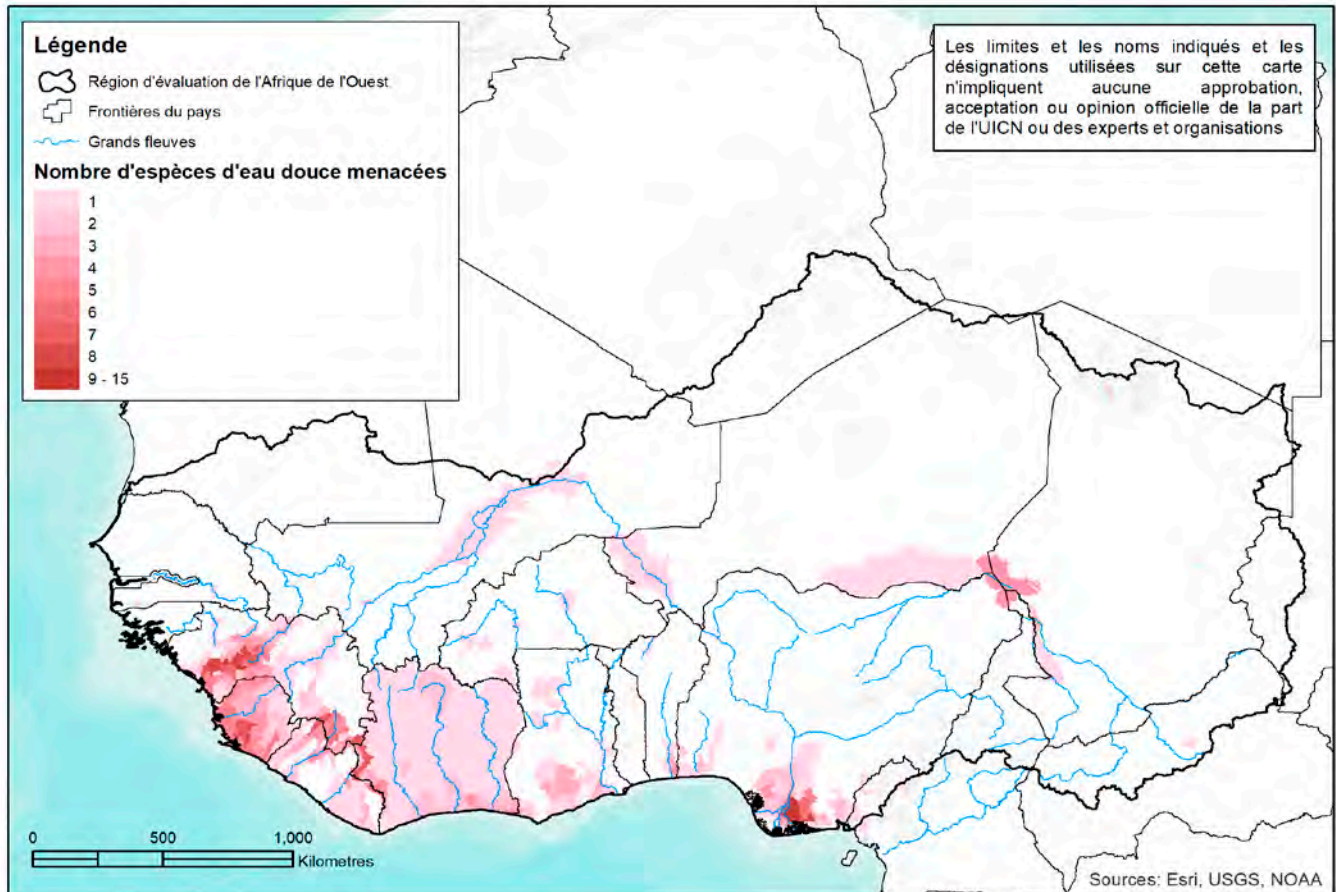 Légende
Région d'évaluation de l'Afrique de l'Ouest
Frontières du pays
Grands fleuves
Nombre d'espèces d'eau douce menacées
1
2
3
4
5
6
7
8
9 - 15
Les limites et les noms indiqués et les
désignations utilisées sur cette carte
n'impliquent aucune approbation,
acceptation ou opinion officielle de la part
de l'UICN ou des experts et organisations
0 500 1,000
Kilometres
Sources: Esri, USGS, NOAA